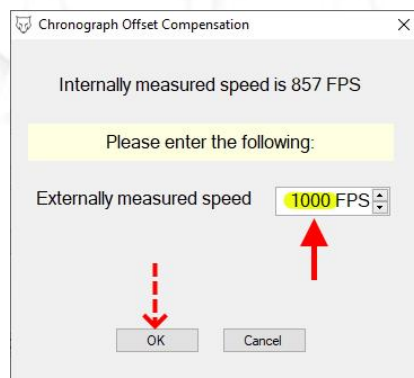 Chronograph Offset Compensation
Internally measured speed is 857 FPS
Please enter the following:
Externally measured speed 1000 FPS
OK Cancel